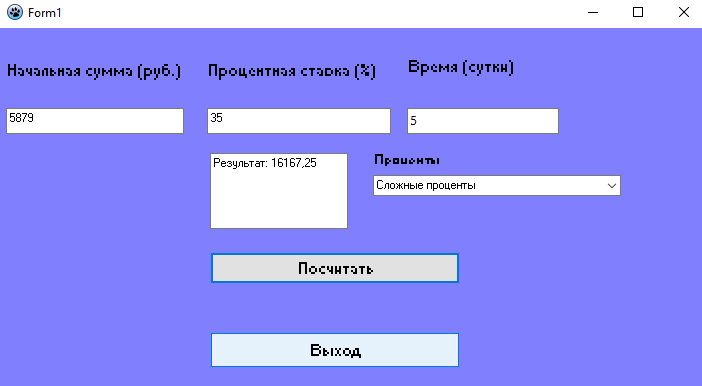 Form1
Начальная сумма (руб.)
Процентная ставка (%)
Время (сутки)
5879
35
5
Результат: 16167,25
Проценты
Сложные проценты
Посчитать
Выход